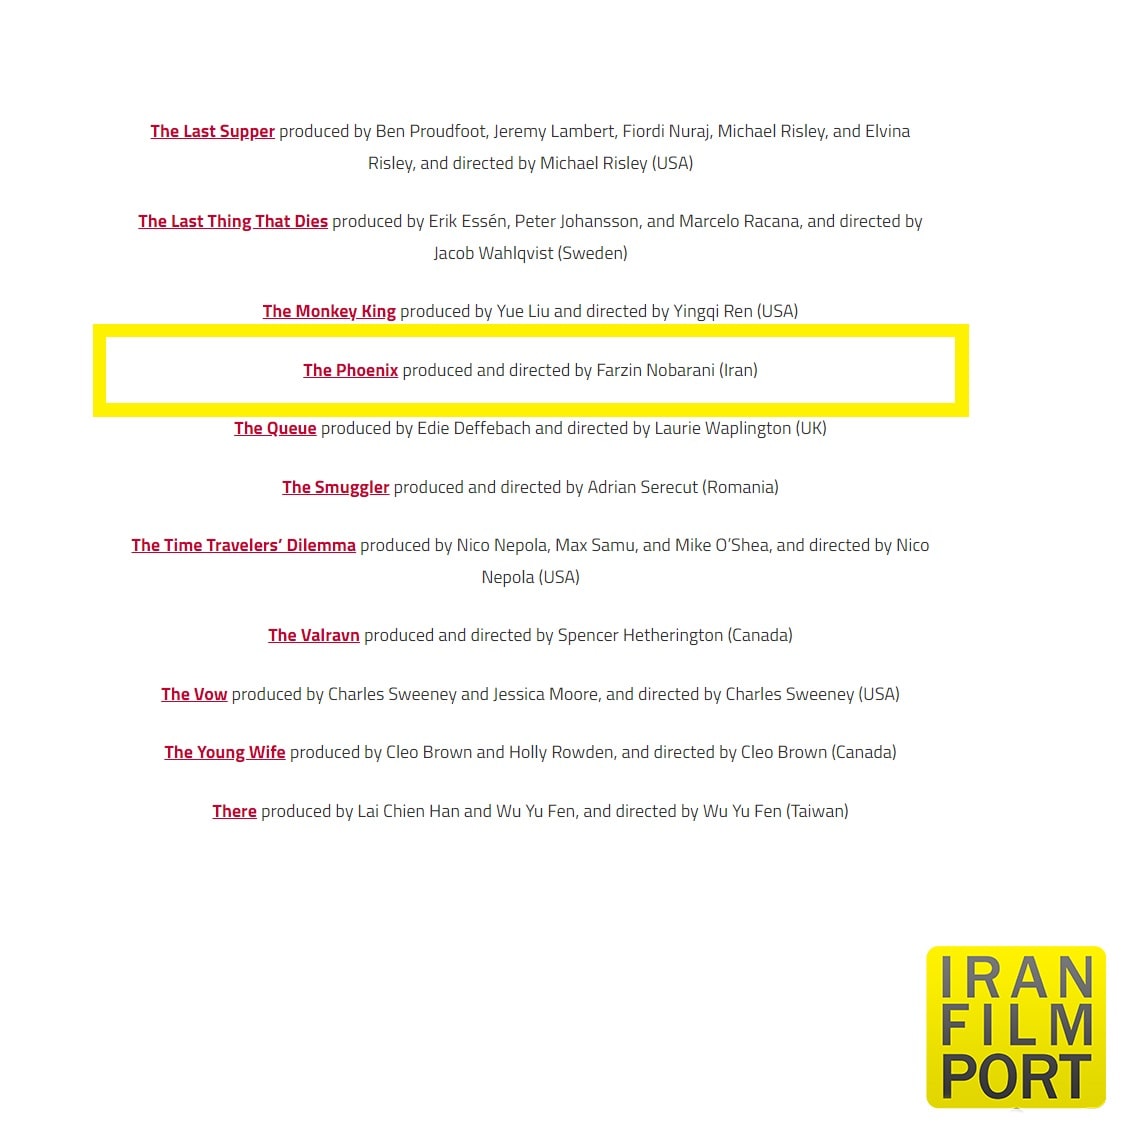 The Last Supper produced by Ben Proudfoot, Jeremy Lambert, Fiordi Nuraj, Michael Risley, and Elvina
Risley, and directed by Michael Risley (USA)
The Last Thing That Dies produced by Erik Essén, Peter Johansson, and Marcelo Racana, and directed by
Jacob Wahlqvist (Sweden)
The Monkey King produced by Yue Liu and directed by Yingqi Ren (USA)
The Phoenix produced and directed by Farzin Nobarani (Iran)
The Queue produced by Edie Deffebach and directed by Laurie Waplington (UK)
The Smuggler produced and directed by Adrian Serecut (Romania)
The Time Travelers’ Dilemma produced by Nico Nepola, Max Samu, and Mike O’Shea, and directed by Nico
Nepola (USA)
The Valravn produced and directed by Spencer Hetherington (Canada)
The Vow produced by Charles Sweeney and Jessica Moore, and directed by Charles Sweeney (USA)
The Young Wife produced by Cleo Brown and Holly Rowden, and directed by Cleo Brown (Canada)
There produced by Lai Chien Han and Wu Yu Fen, and directed by Wu Yu Fen (Taiwan)
IRAN
FILM
PORT